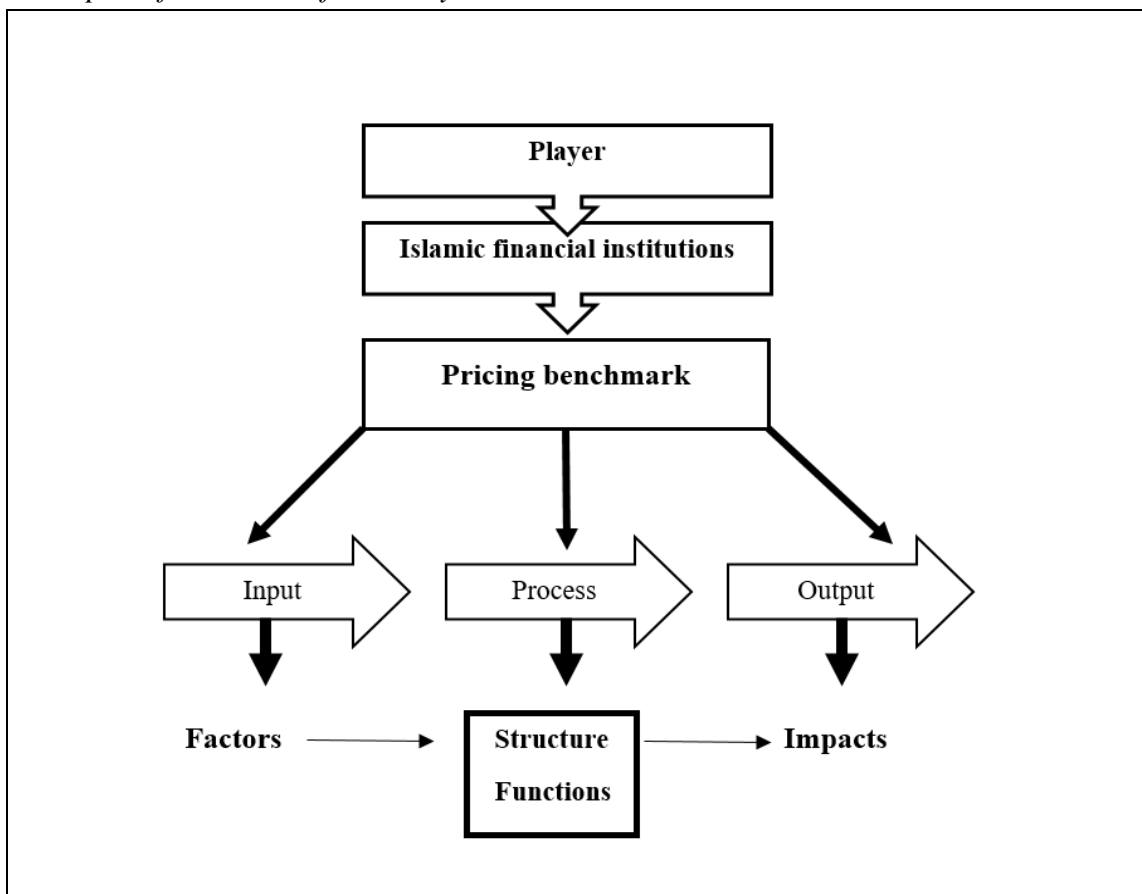 Player
Islamic financial institutions
Pricing benchmark
Input
Process
Output
Factors
Structure
Functions
Impacts